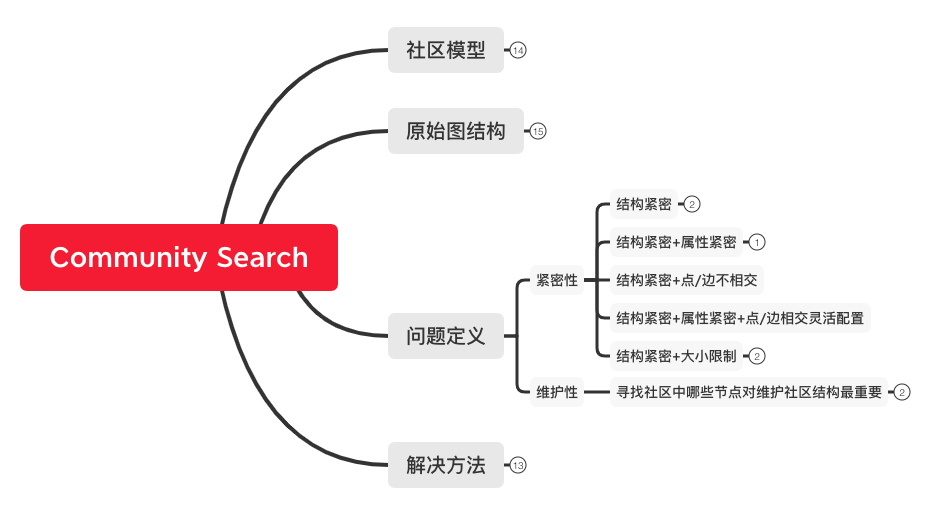 社区模型
14
原始图结构
15
Community Search
问题定义
紧密性
结构紧密
2
结构紧密+属性紧密
1
结构紧密+点/边不相交
结构紧密+属性紧密+点/边相交灵活配置
结构紧密+大小限制
2
维护性
寻找社区中哪些节点对维护社区结构最重要
2
解决方法
13